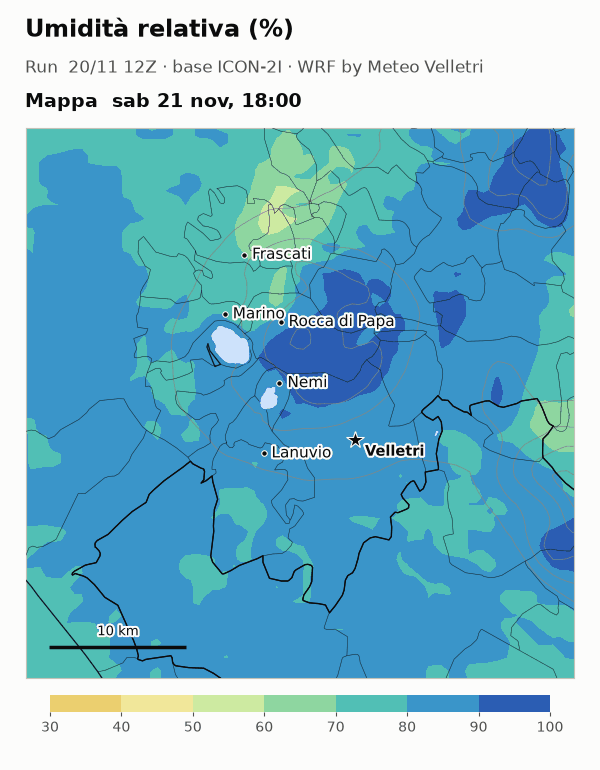 Umidità relativa (%)
Run  20/11 12Z · base ICON-2I · WRF by Meteo Velletri
Mappa  sab 21 nov, 18:00
Frascati
Marino
Rocca di Papa
Nemi
Velletri
Lanuvio
10 km
30 40 50 60 70 80 90 100